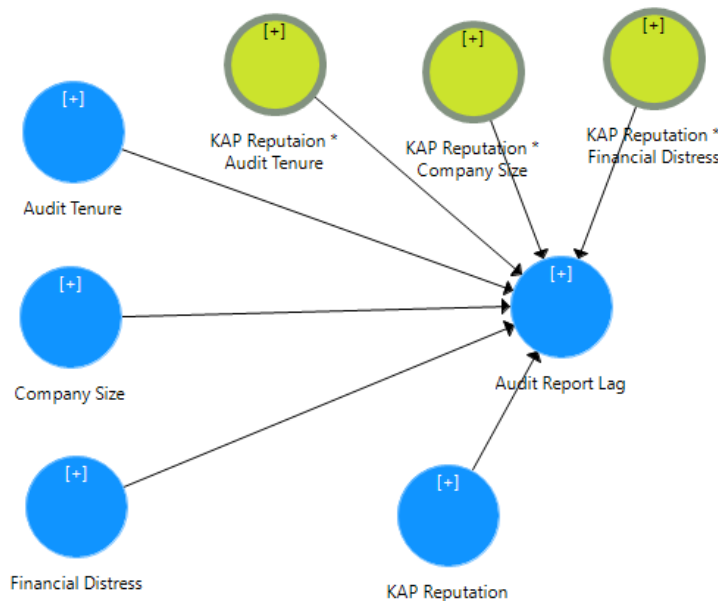 [+]
KAP Reputaion *
Audit Tenure
[+]
KAP Reputation *
Company Size
[+]
KAP Reputation *
Financial Distress
[+]
Audit Tenure
[+]
Company Size
[+]
Audit Report Lag
[+]
Financial Distress
[+]
KAP Reputation